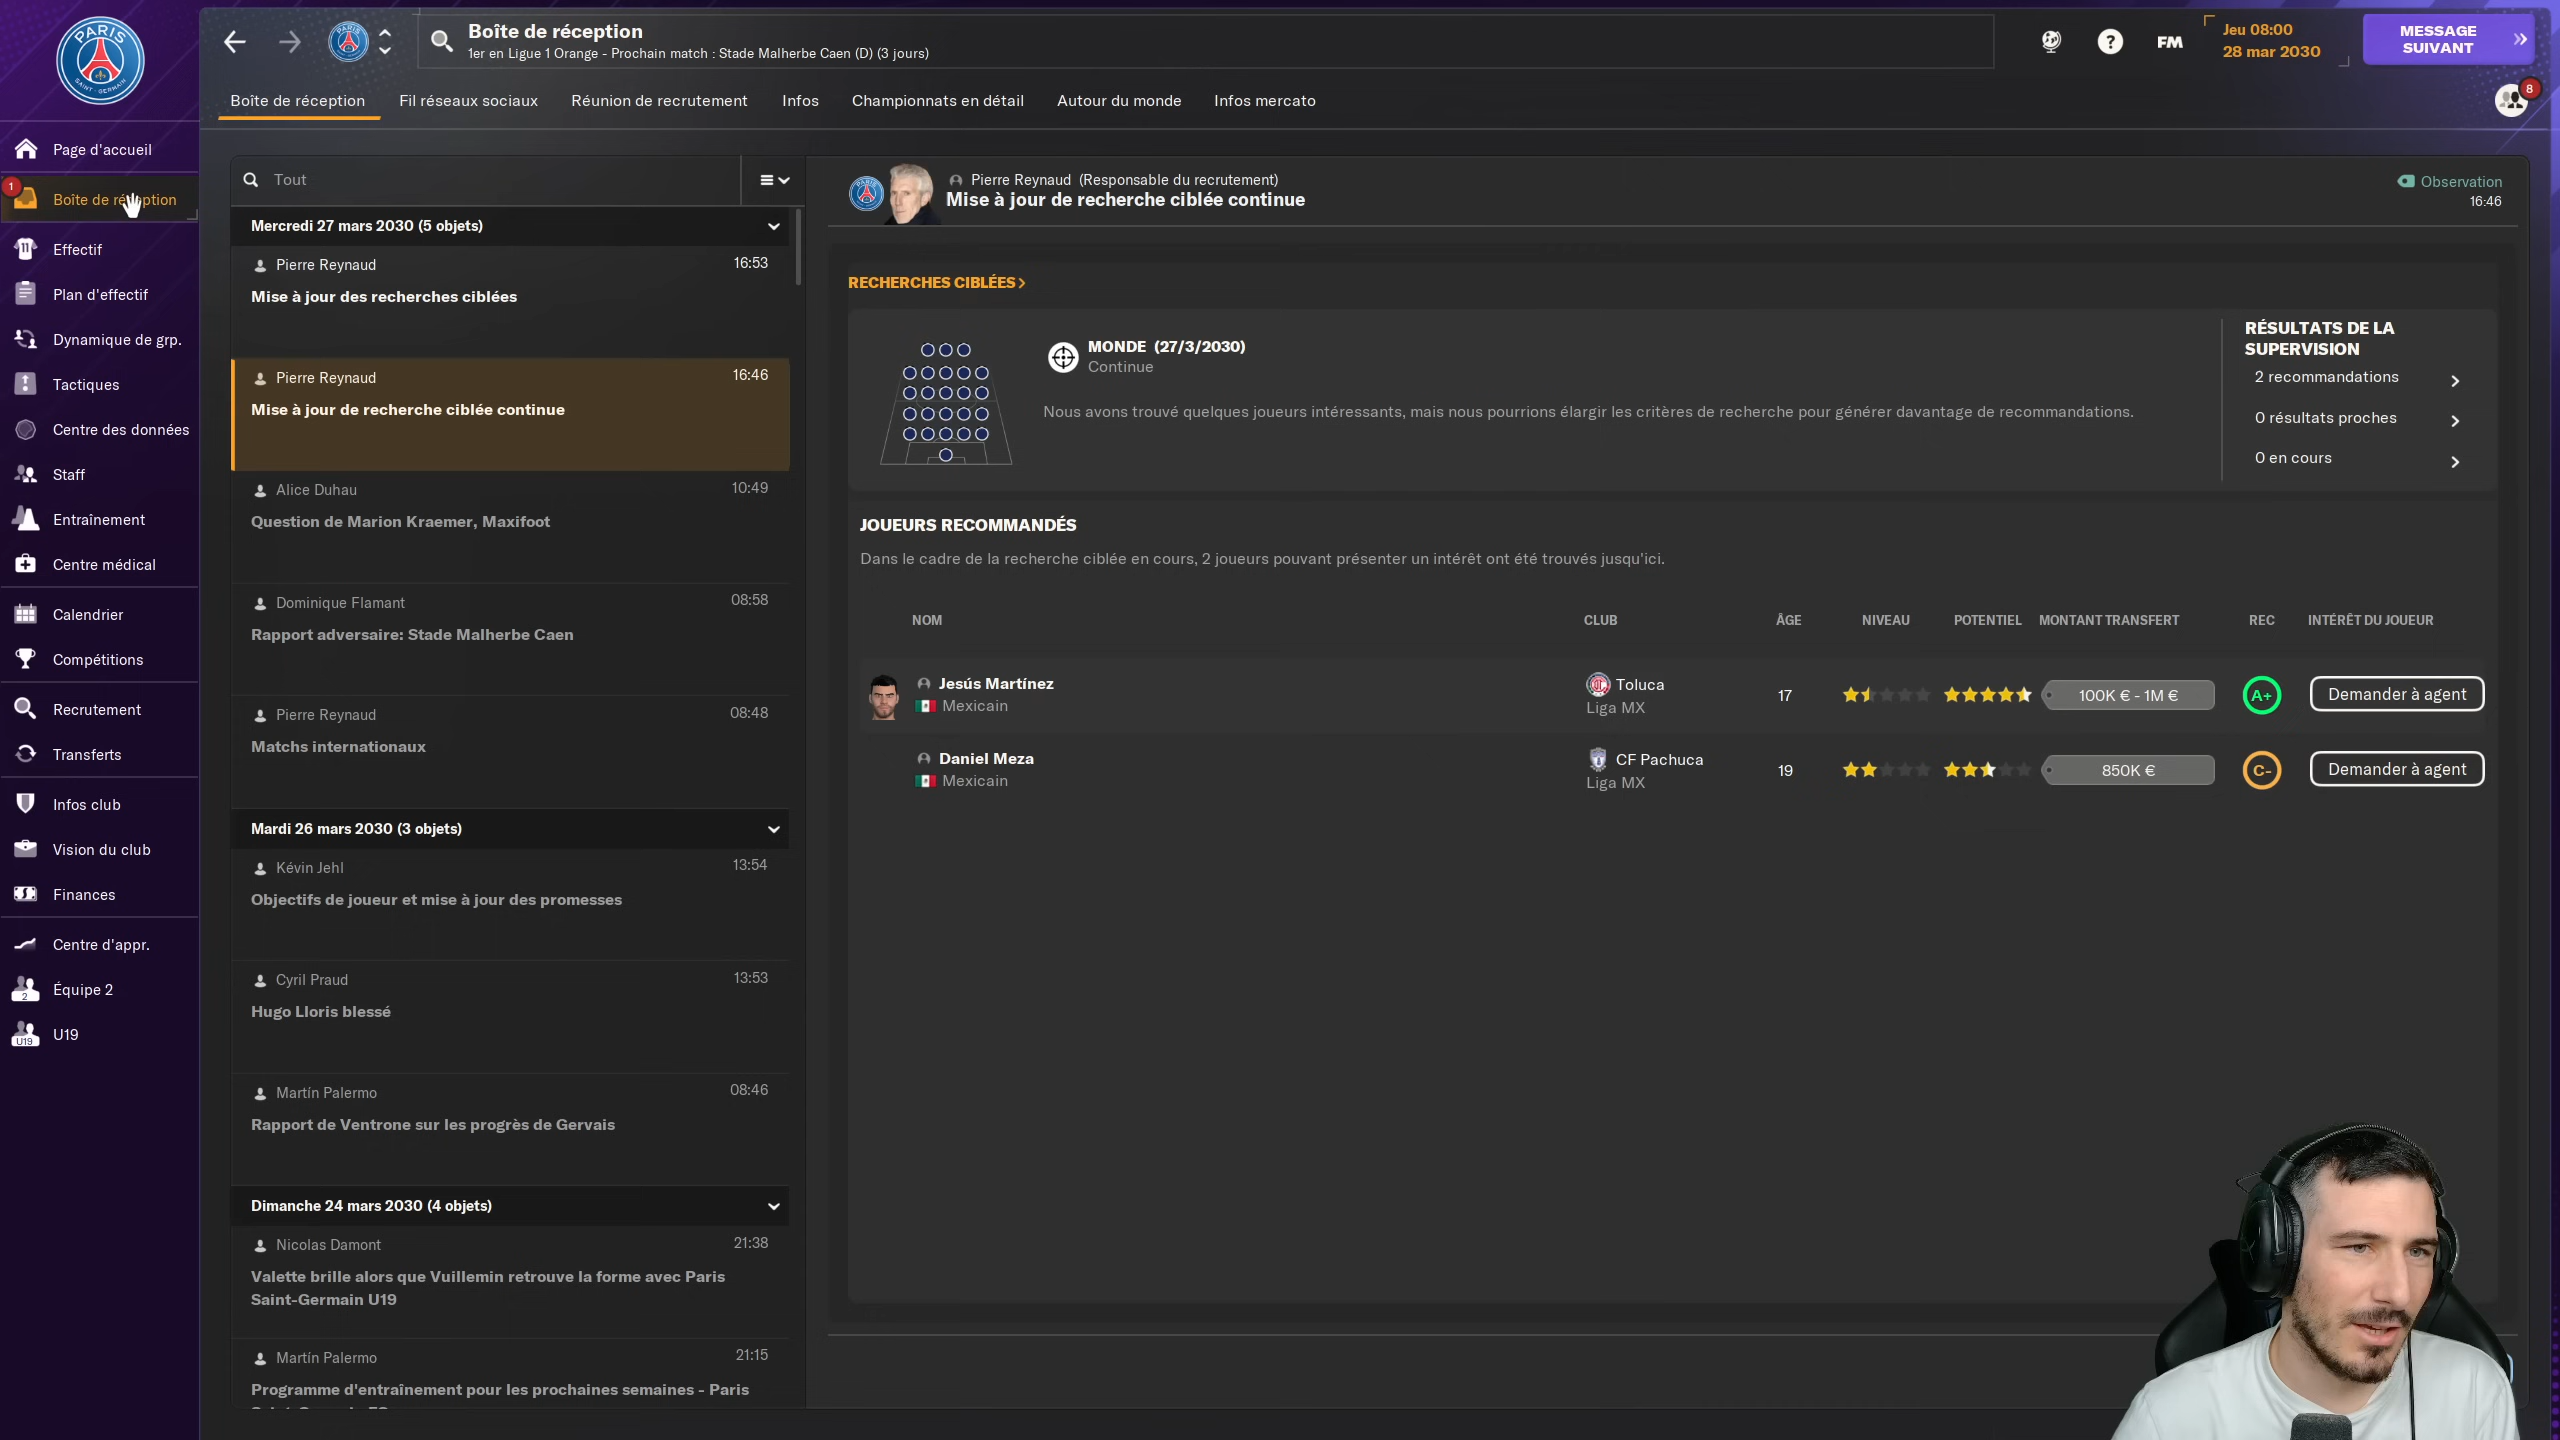 PARIS
SAINT-GERMAIN
Boîte de réception
1er en Ligue 1 Orange - Prochain match : Stade Malherbe Caen (D) (3 jours)
FM
Jeu 08:00
28 mar 2030
MESSAGE
SUIVANT
Boîte de réception
Fil réseaux sociaux
Réunion de recrutement
Infos
Championnats en détail
Autour du monde
Infos mercato
8
Page d'accueil
1
Boîte de réception
Effectif
Plan d'effectif
Dynamique de grp.
Tactiques
Centre des données
Staff
Entraînement
Centre médical
Calendrier
Compétitions
Recrutement
Transferts
Infos club
Vision du club
Finances
Centre d'appr.
2
Équipe 2
U19
U19
Tout
Mercredi 27 mars 2030 (5 objets)
Pierre Reynaud
16:53
Mise à jour des recherches ciblées
Pierre Reynaud
16:46
Mise à jour de recherche ciblée continue
Alice Duhau
10:49
Question de Marion Kraemer, Maxifoot
Dominique Flamant
08:58
Rapport adversaire: Stade Malherbe Caen
Pierre Reynaud
08:48
Matchs internationaux
Mardi 26 mars 2030 (3 objets)
Kévin Jehl
13:54
Objectifs de joueur et mise à jour des promesses
Cyril Praud
13:53
Hugo Lloris blessé
Martín Palermo
08:46
Rapport de Ventrone sur les progrès de Gervais
Dimanche 24 mars 2030 (4 objets)
Nicolas Damont
21:38
Valette brille alors que Vuillemin retrouve la forme avec Paris
Saint-Germain U19
Martín Palermo
21:15
Programme d'entraînement pour les prochaines semaines - Paris
Pierre Reynaud (Responsable du recrutement)
Mise à jour de recherche ciblée continue
Observation
16:46
RECHERCHES CIBLÉES
MONDE (27/3/2030)
Continue
Nous avons trouvé quelques joueurs intéressants, mais nous pourrions élargir les critères de recherche pour générer davantage de recommandations.
RÉSULTATS DE LA
SUPERVISION
2 recommandations
0 résultats proches
0 en cours
JOUEURS RECOMMANDÉS
Dans le cadre de la recherche ciblée en cours, 2 joueurs pouvant présenter un intérêt ont été trouvés jusqu'ici.
NOM
CLUB
ÂGE
NIVEAU
POTENTIEL
MONTANT TRANSFERT
REC
INTÉRÊT DU JOUEUR
Jesús Martínez
Mexicain
Toluca
Liga MX
17
100K € - 1M €
A+
Demander à agent
Daniel Meza
Mexicain
CF Pachuca
Liga MX
19
850K €
C-
Demander à agent